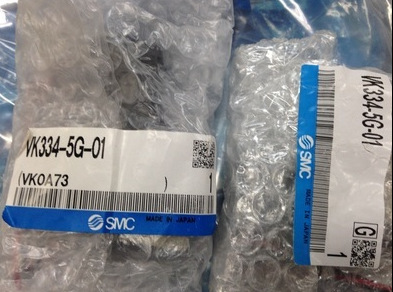 VK334-5G-01
(VK0A73 )
1
SMC MADE IN JAPAN
VK334-5G-01
SMC MADE IN JAPAN
G
1